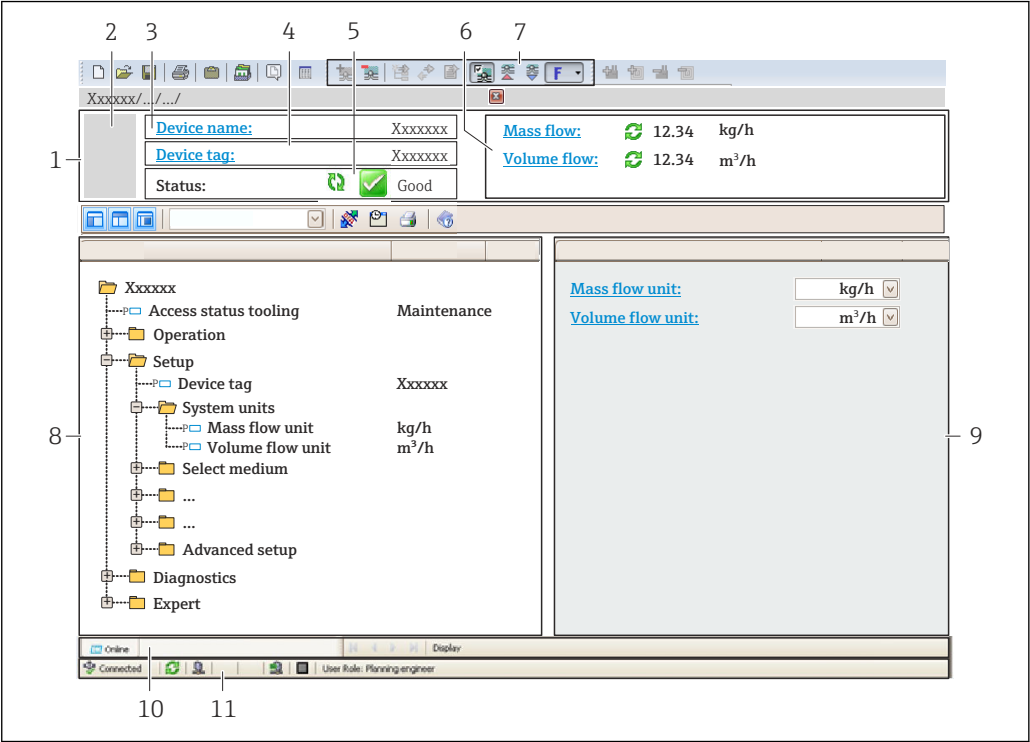 2 3 4 5 6 7
F
Xxxxxx/.../.../
1
Device name: Xxxxxxx
Device tag: Xxxxxxx
Status: Good
Mass flow: 12.34 kg/h
Volume flow: 12.34 m³/h
Xxxxxx
P Access status tooling Maintenance
Operation
Setup
P Device tag Xxxxxx
System units
P Mass flow unit kg/h
P Volume flow unit m³/h
Select medium
...
...
Advanced setup
Diagnostics
Expert
8
Mass flow unit: kg/h
Volume flow unit: m³/h
9
Online Display
Connected User Role: Planning engineer
10 11